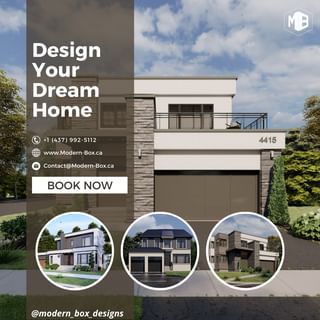 MB
Design
Your
Dream
Home
+1 (437) 992-5112
www.Modern-Box.ca
Contact@Modern-Box.ca
BOOK NOW
4415
@modern_box_designs